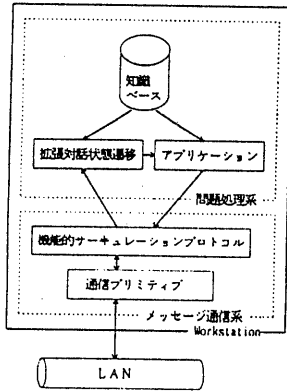 知識
ベース
拡張対話状態遷移
アプリケーション
問題処理系
機能的サーキュレーションプロトコル
通信プリミティブ
メッセージ通信系
Workstation
LAN